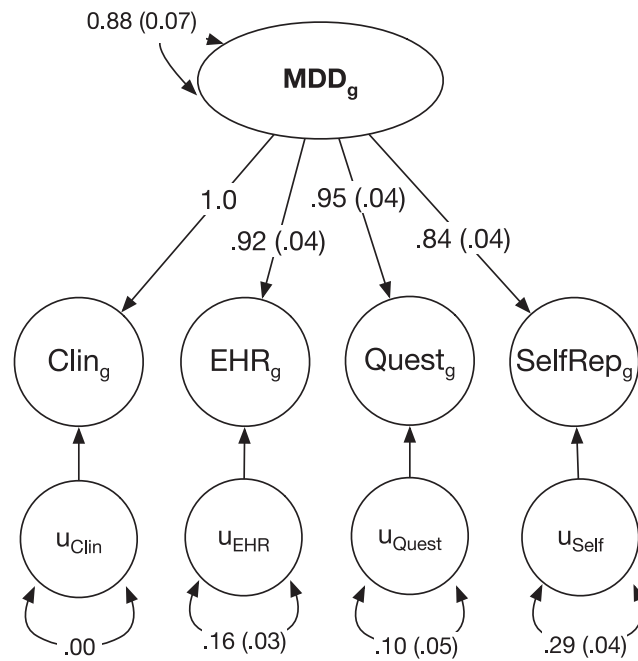 0.88 (0.07)
MDDg
1.0
.92 (.04)
.95 (.04)
.84 (.04)
Cling
EHRg
Questg
SelfRepg
uClin
uEHR
uQuest
uSelf
.00
.16 (.03)
.10 (.05)
.29 (.04)